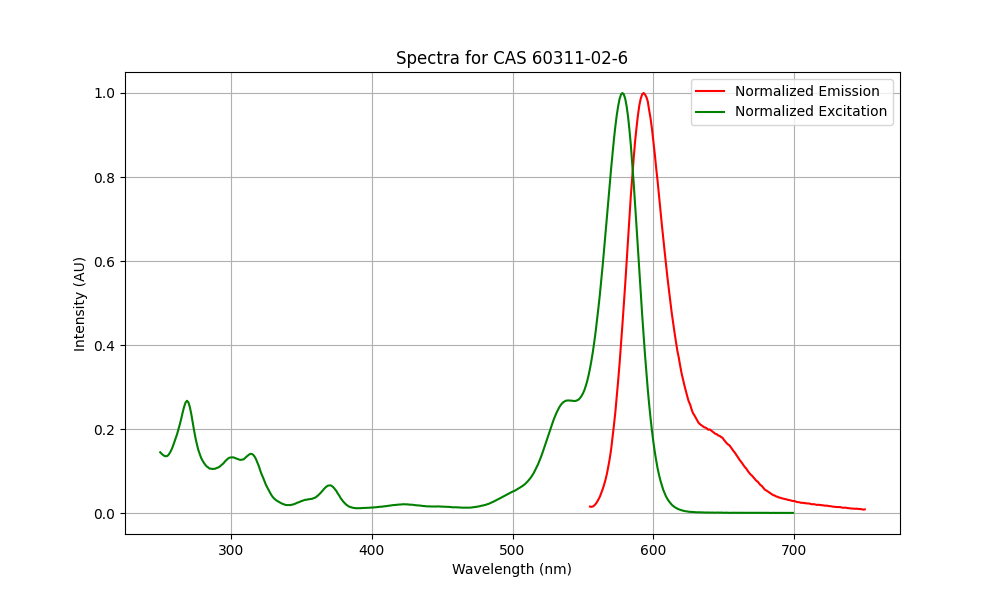 Spectra for CAS 60311-02-6
Normalized Emission
Normalized Excitation
1.0
0.8
0.6
0.4
0.2
0.0
Intensity (AU)
300 400 500 600 700
Wavelength (nm)